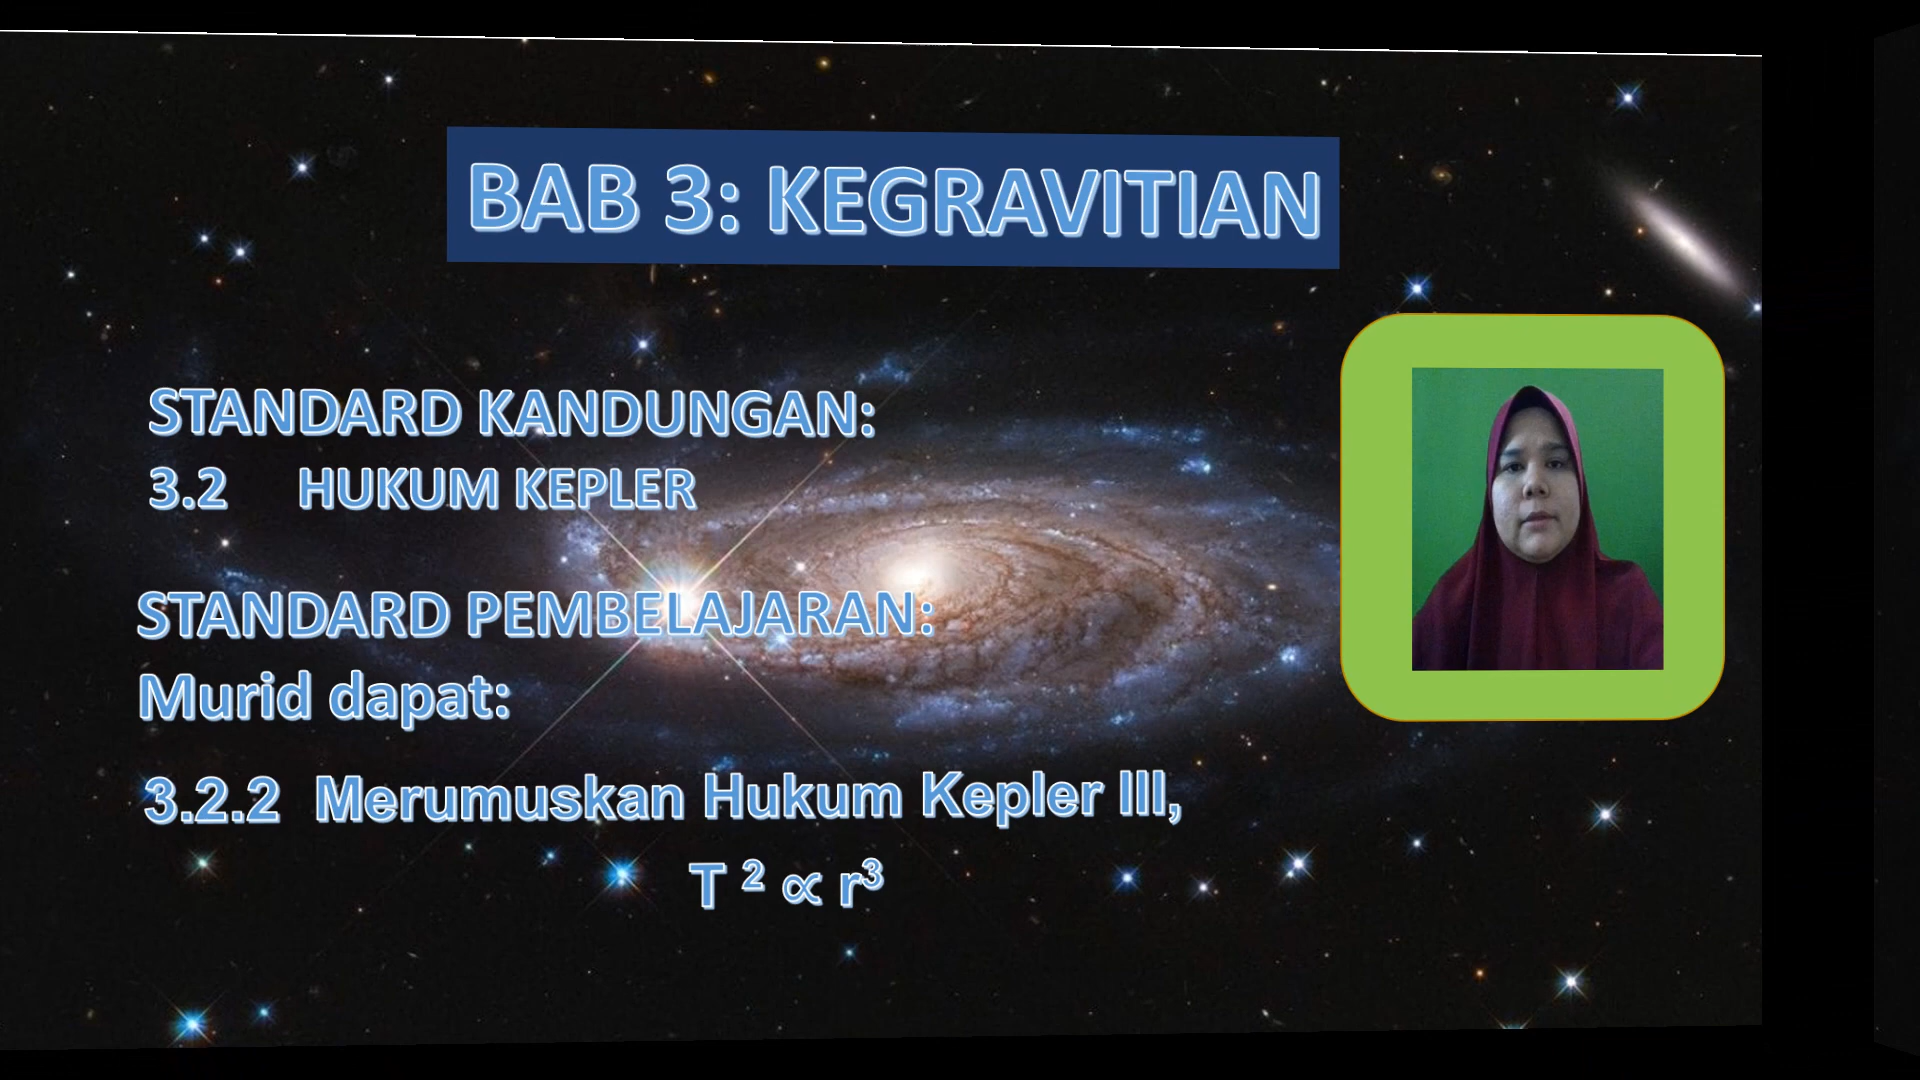 BAB 3: KEGRAVITIAN
STANDARD KANDUNGAN:
3.2 HUKUM KEPLER
STANDARD PEMBELAJARAN:
Murid dapat:
3.2.2 Merumuskan Hukum Kepler III,
T ² ∝ r³